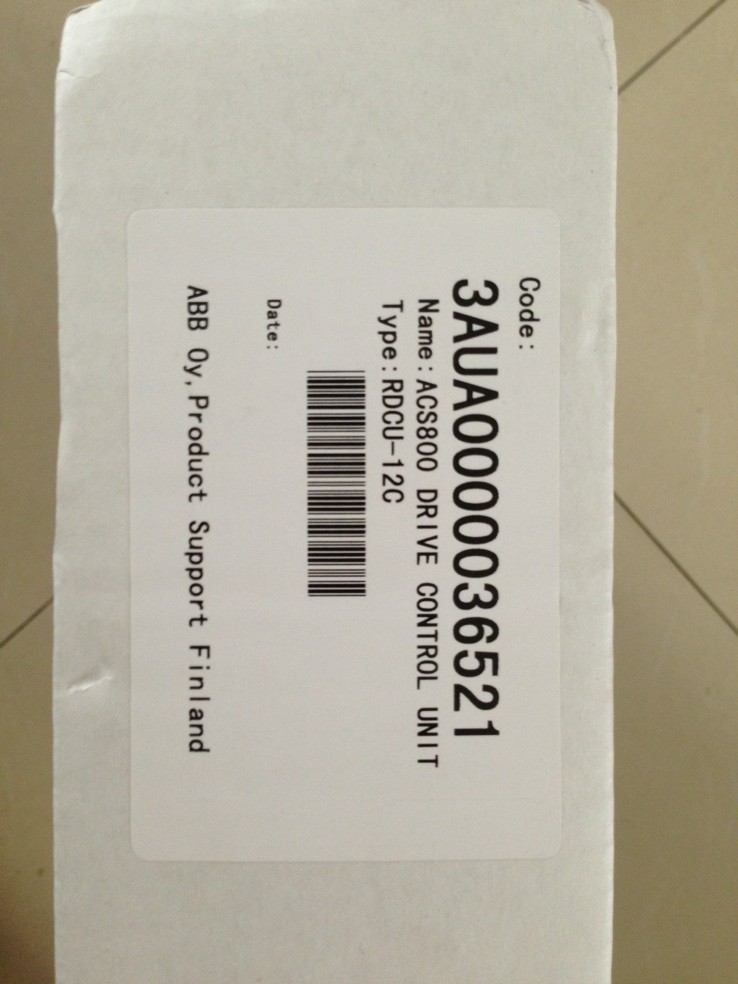 Code:
3AUA0000036521
Name:ACS800 DRIVE CONTROL UNIT
Type:RDCU-12C
Date:
ABB Oy,Product Support Finland